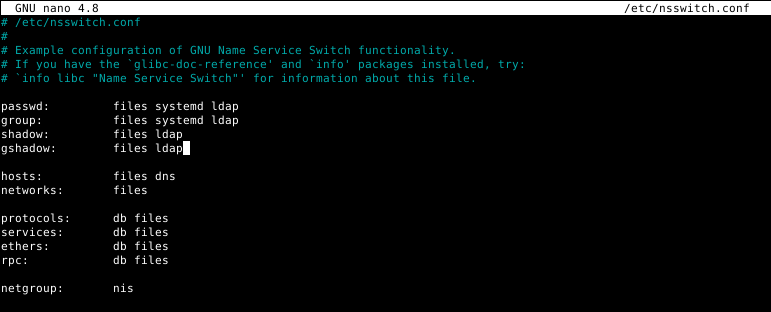 GNU nano 4.8 /etc/nsswitch.conf
# /etc/nsswitch.conf
#
# Example configuration of GNU Name Service Switch functionality.
# If you have the `glibc-doc-reference' and `info' packages installed, try:
# `info libc "Name Service Switch"' for information about this file.
passwd: files systemd ldap
group: files systemd ldap
shadow: files ldap
gshadow: files ldap
hosts: files dns
networks: files
protocols: db files
services: db files
ethers: db files
rpc: db files
netgroup: nis